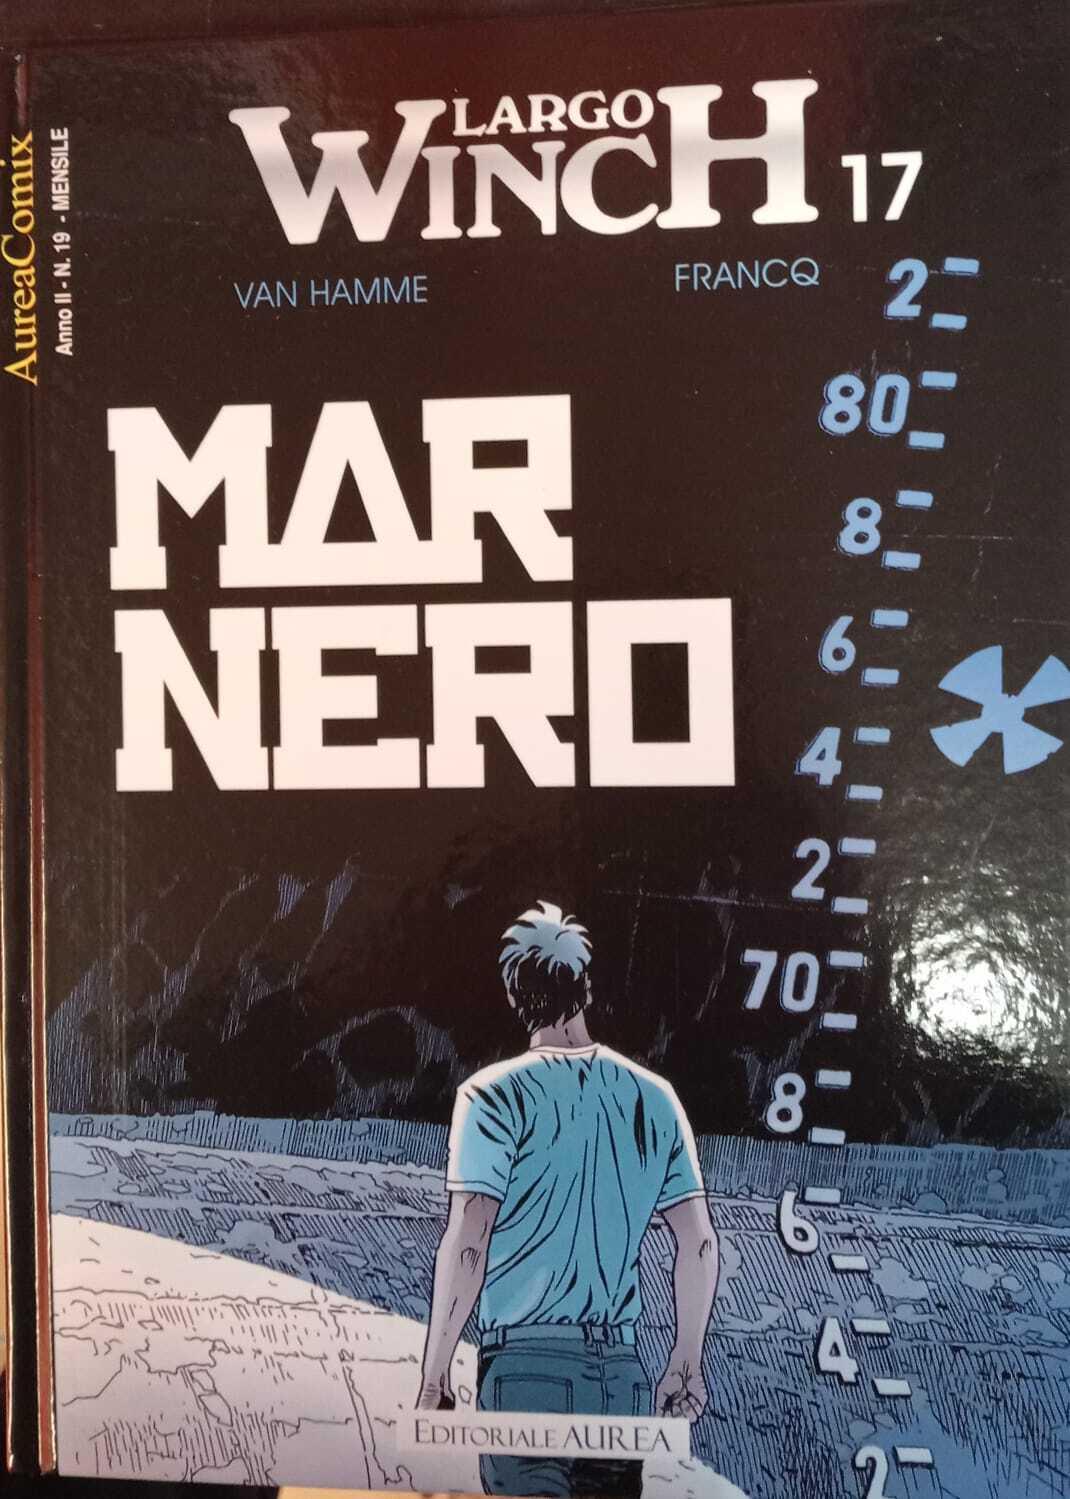 AureaComix
Anno II - N. 19 - MENSILE
LARGO
WINCH 17
VAN HAMME
FRANCQ
MAR
NERO
2
80
8
6
4
2
70
8
6
4
2
EDITORIALE AUREA